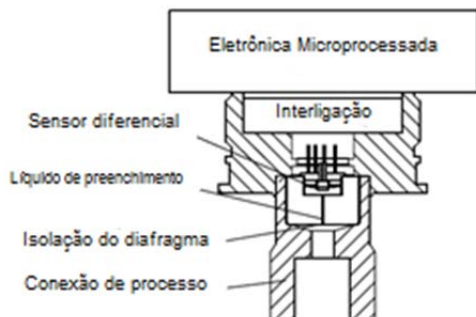 Eletrônica Microprocessada
Interligação
Sensor diferencial
Líquido de preenchimento
Isolação do diafragma
Conexão de processo